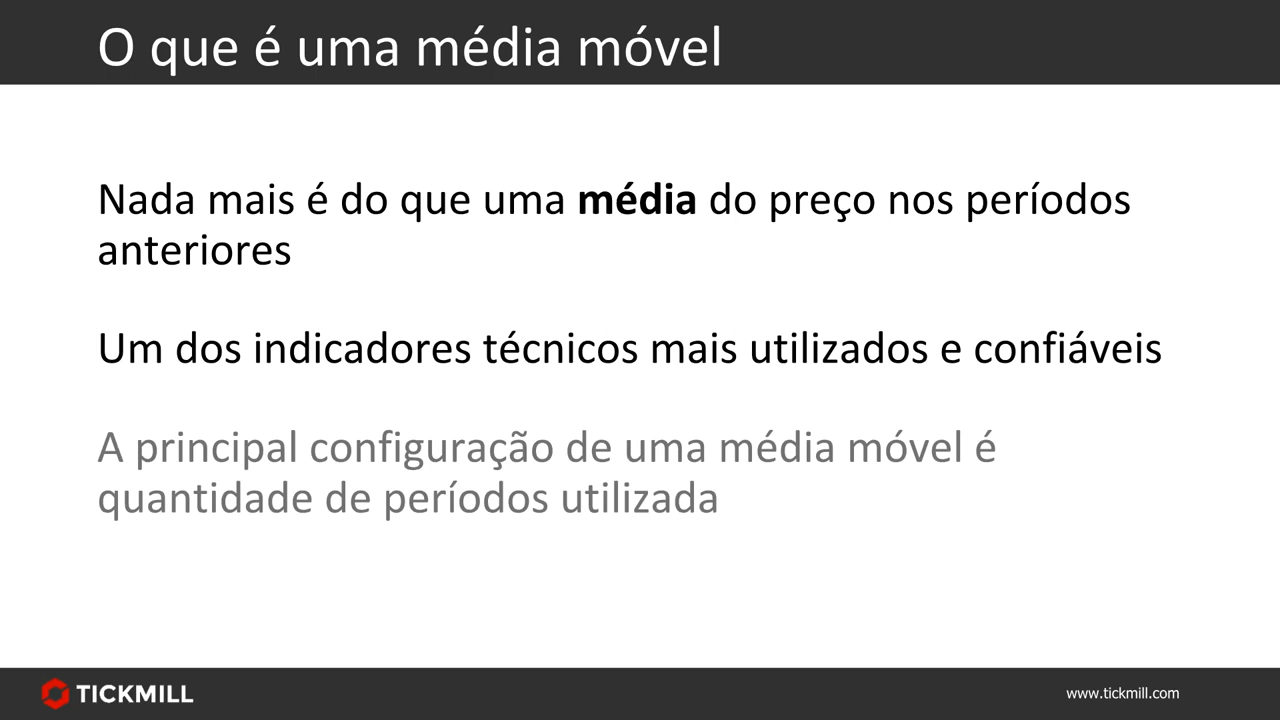 O que é uma média móvel
Nada mais é do que uma média do preço nos períodos
anteriores
Um dos indicadores técnicos mais utilizados e confiáveis
A principal configuração de uma média móvel é
quantidade de períodos utilizada
TICKMILL
www.tickmill.com